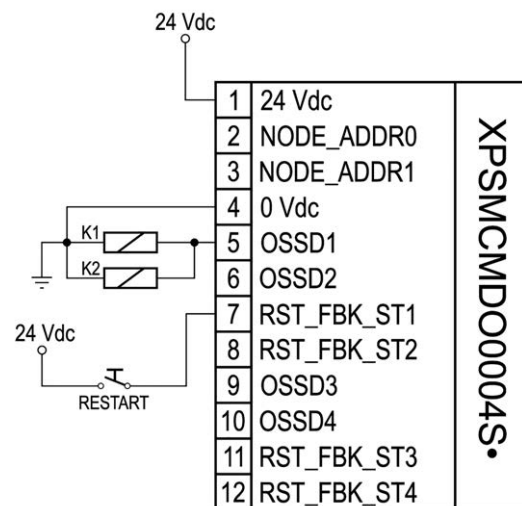 24 Vdc
1 24 Vdc
2 NODE_ADDR0
3 NODE_ADDR1
4 0 Vdc
K1
5 OSSD1
K2
6 OSSD2
7 RST_FBK_ST1
24 Vdc
8 RST_FBK_ST2
RESTART
9 OSSD3
10 OSSD4
11 RST_FBK_ST3
12 RST_FBK_ST4
XPSMCMDO0004S•